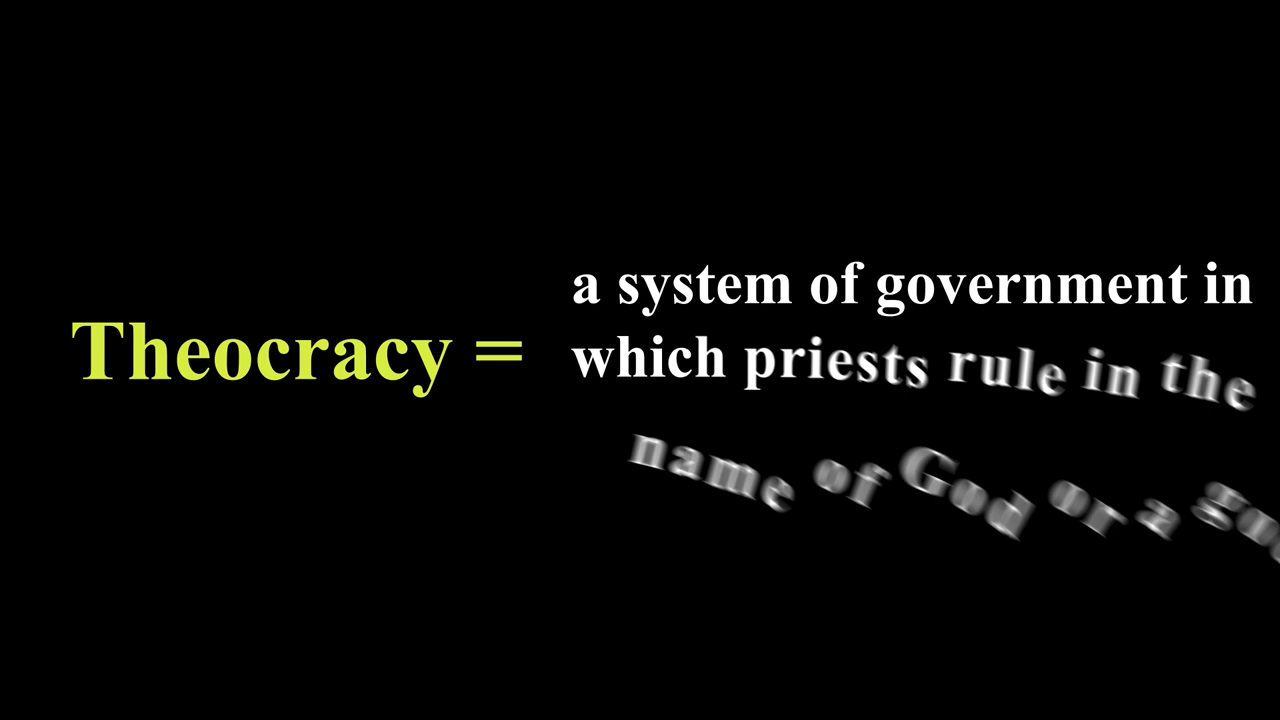 Theocracy =
a system of government in
which priests rule in the
name of God or a